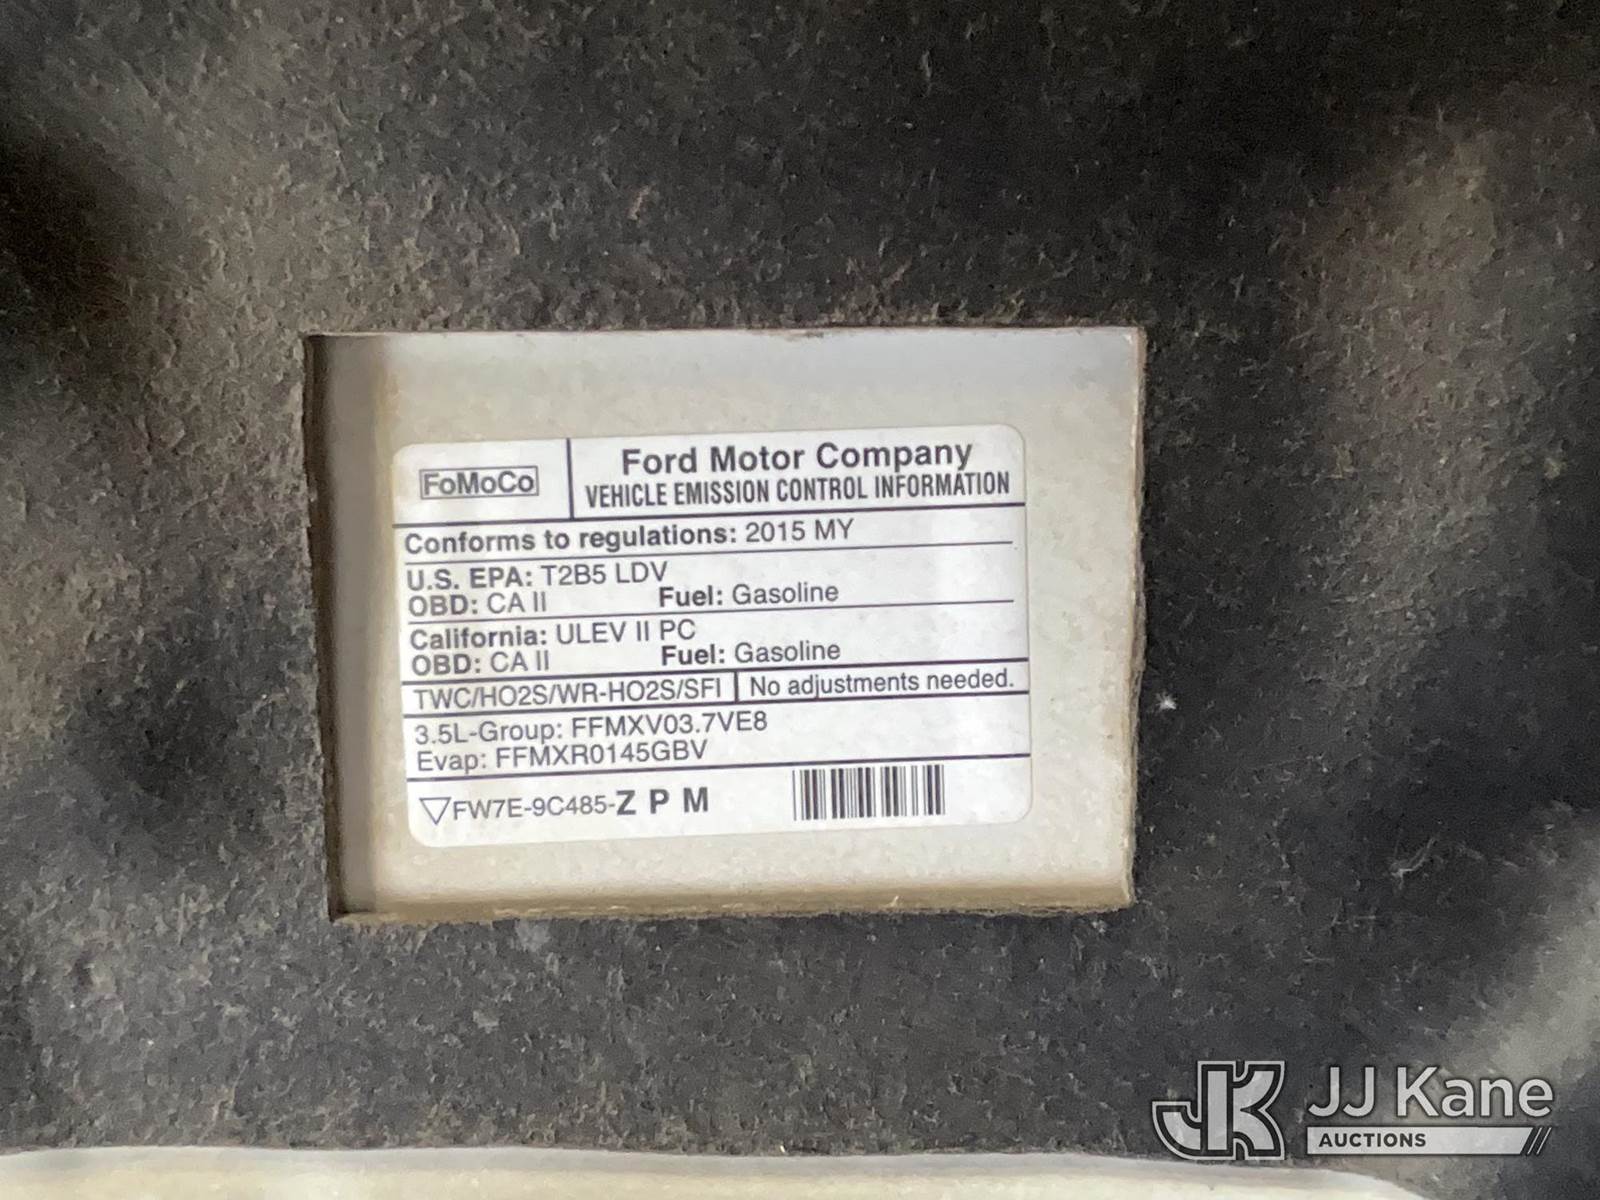 FoMoCo
Ford Motor Company
VEHICLE EMISSION CONTROL INFORMATION
Conforms to regulations: 2015 MY
U.S. EPA: T2B5 LDV
OBD: CA II Fuel: Gasoline
California: ULEV II PC
OBD: CA II Fuel: Gasoline
TWC/HO2S/WR-HO2S/SFI No adjustments needed.
3.5L-Group: FFMXV03.7VE8
Evap: FFMXR0145GBV
FW7E-9C485-Z P M
JK JJ Kane
AUCTIONS